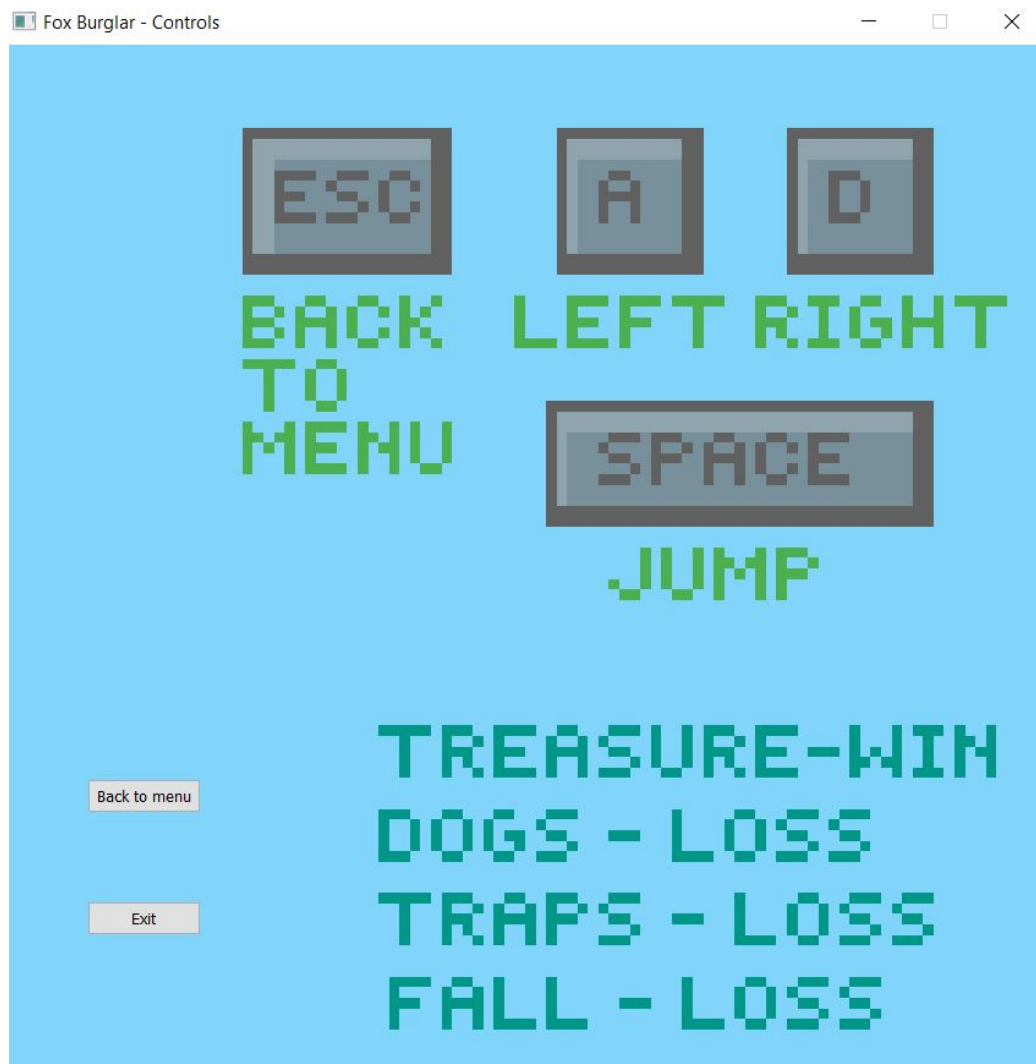 Fox Burglar - Controls
ESC A D
BACK LEFT RIGHT
TO
MENU
SPACE
JUMP
TREASURE-WIN
Back to menu
DOGS - LOSS
TRAPS - LOSS
Exit
FALL - LOSS